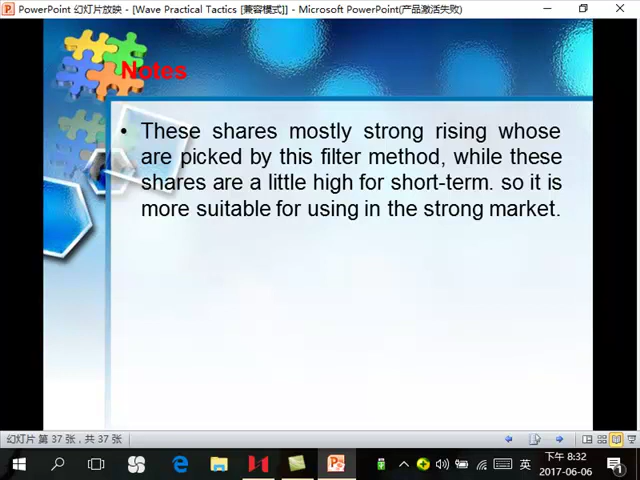 PowerPoint 幻灯片放映 - [Wave Practical Tactics [兼容模式]] - Microsoft PowerPoint(产品激活失败)
Notes
• These shares mostly strong rising whose
are picked by this filter method, while these
shares are a little high for short-term. so it is
more suitable for using in the strong market.
幻灯片 第 37 张，共 37 张
英
下午 8:32
2017-06-06
1